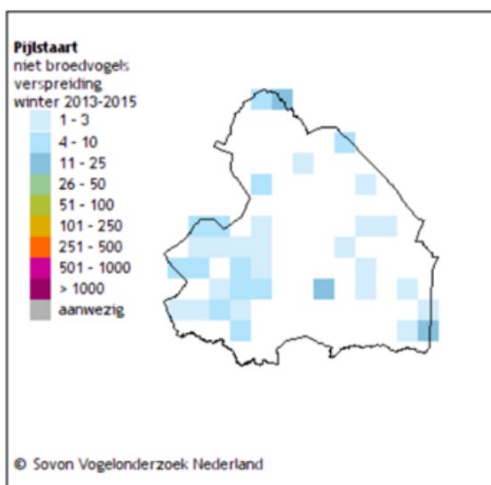 Pijlstaart
niet broedvogels
verspreiding
winter 2013-2015
1 - 3
4 - 10
11 - 25
26 - 50
51 - 100
101 - 250
251 - 500
501 - 1000
> 1000
aanwezig
© Sovon Vogelonderzoek Nederland